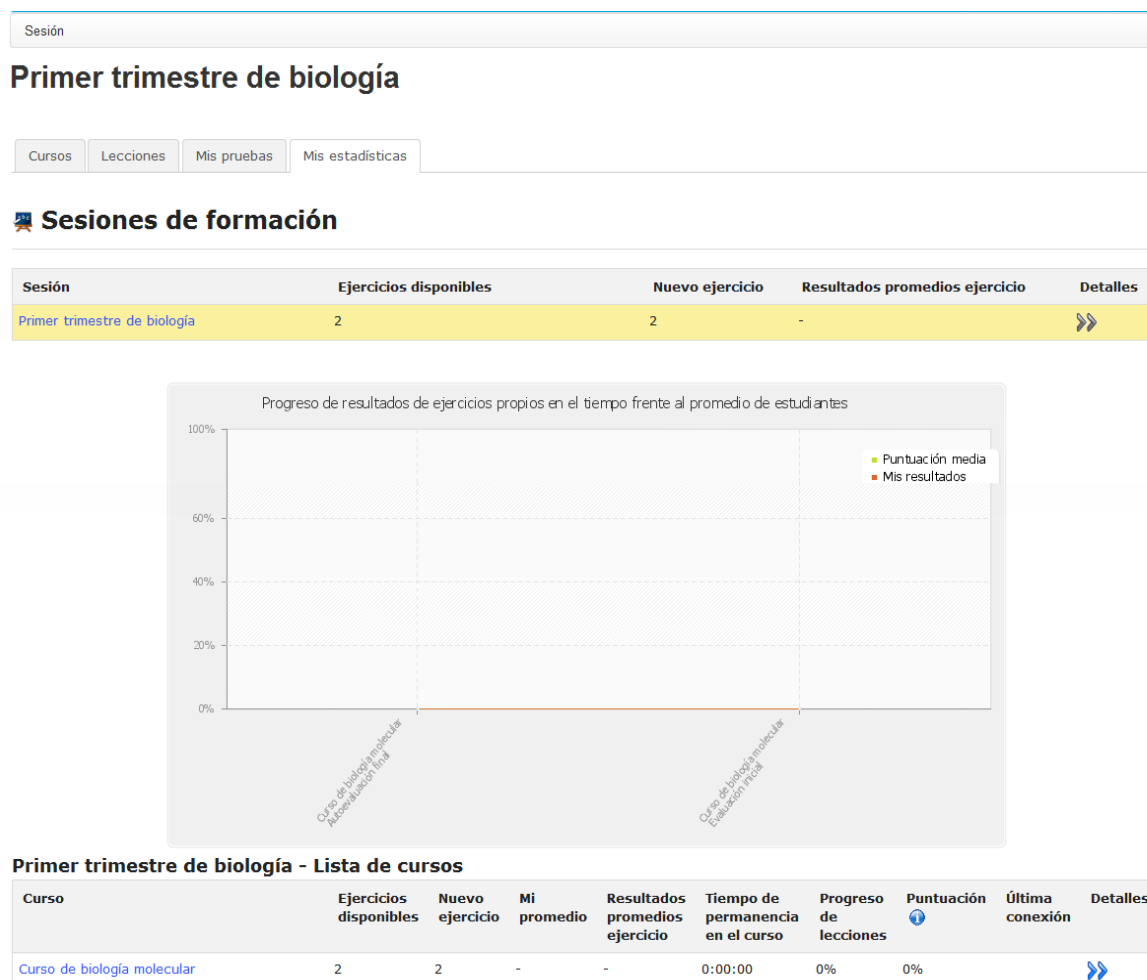 Sesión
Primer trimestre de biología
Cursos Lecciones Mis pruebas Mis estadísticas
Sesiones de formación
Sesión Ejercicios disponibles Nuevo ejercicio Resultados promedios ejercicio Detalles
Primer trimestre de biología 2 2 -
Progreso de resultados de ejercicios propios en el tiempo frente al promedio de estudiantes
100%
Puntuación media
Mis resultados
60%
40%
20%
0%
Curso de biología molecular
Autoevaluación final
Curso de biología molecular
Evaluación inicial
Primer trimestre de biología - Lista de cursos
Curso Ejercicios disponibles Nuevo ejercicio Mi promedio Resultados promedios ejercicio Tiempo de permanencia en el curso Progreso de lecciones Puntuación Última conexión Detalles
Curso de biología molecular 2 2 - - 0:00:00 0% 0%